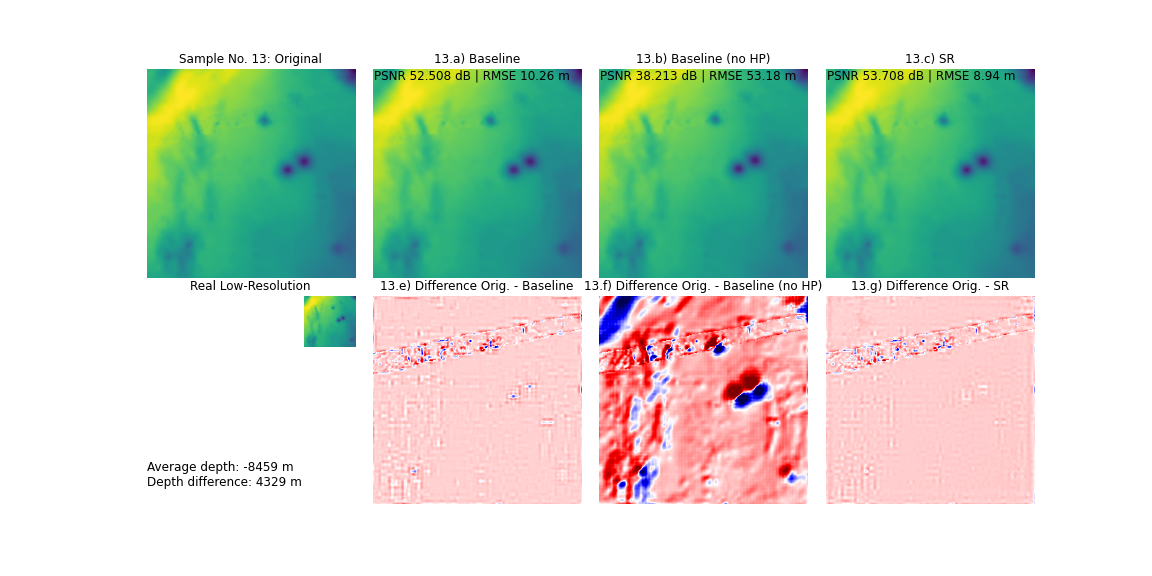 Sample No. 13: Original
13.a) Baseline
13.b) Baseline (no HP)
13.c) SR
PSNR 52.508 dB | RMSE 10.26 m
PSNR 38.213 dB | RMSE 53.18 m
PSNR 53.708 dB | RMSE 8.94 m
Real Low-Resolution
13.e) Difference Orig. - Baseline
13.f) Difference Orig. - Baseline (no HP)
13.g) Difference Orig. - SR
Average depth: -8459 m
Depth difference: 4329 m